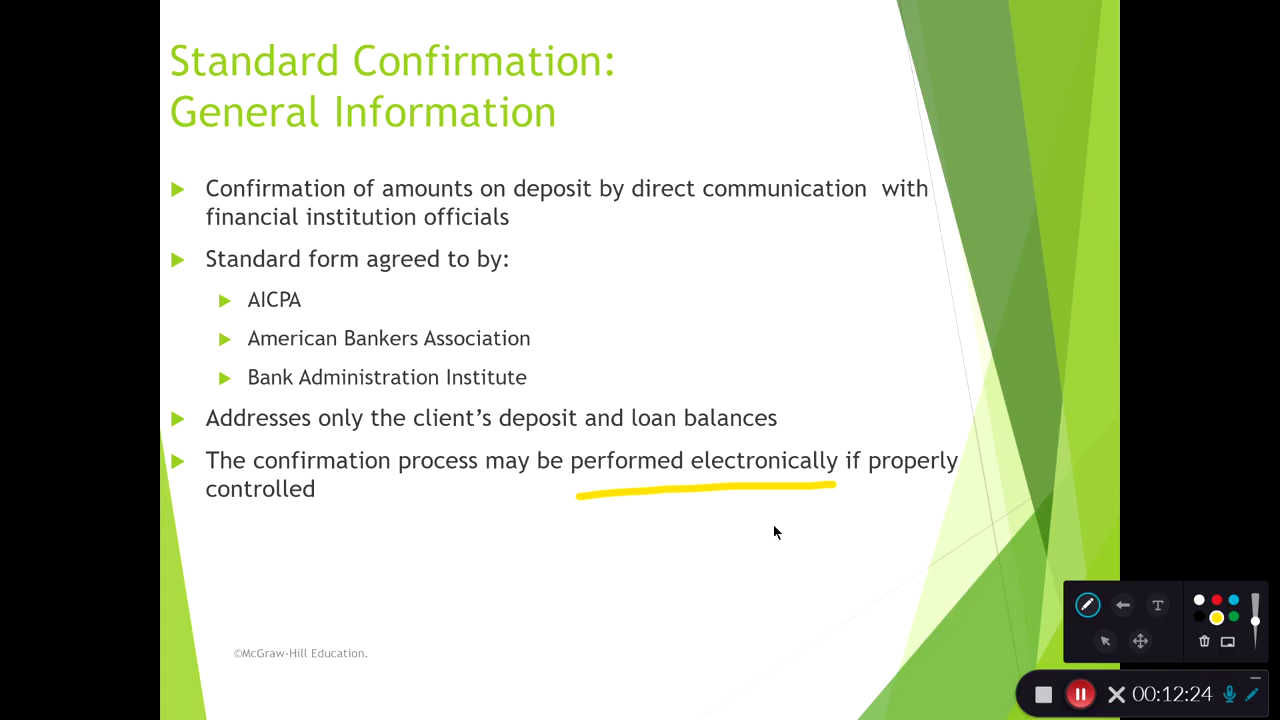 Standard Confirmation:
General Information
Confirmation of amounts on deposit by direct communication  with
financial institution officials
Standard form agreed to by:
AICPA
American Bankers Association
Bank Administration Institute
Addresses only the client’s deposit and loan balances
The confirmation process may be performed electronically if properly
controlled
©McGraw-Hill Education.
T
00:12:24